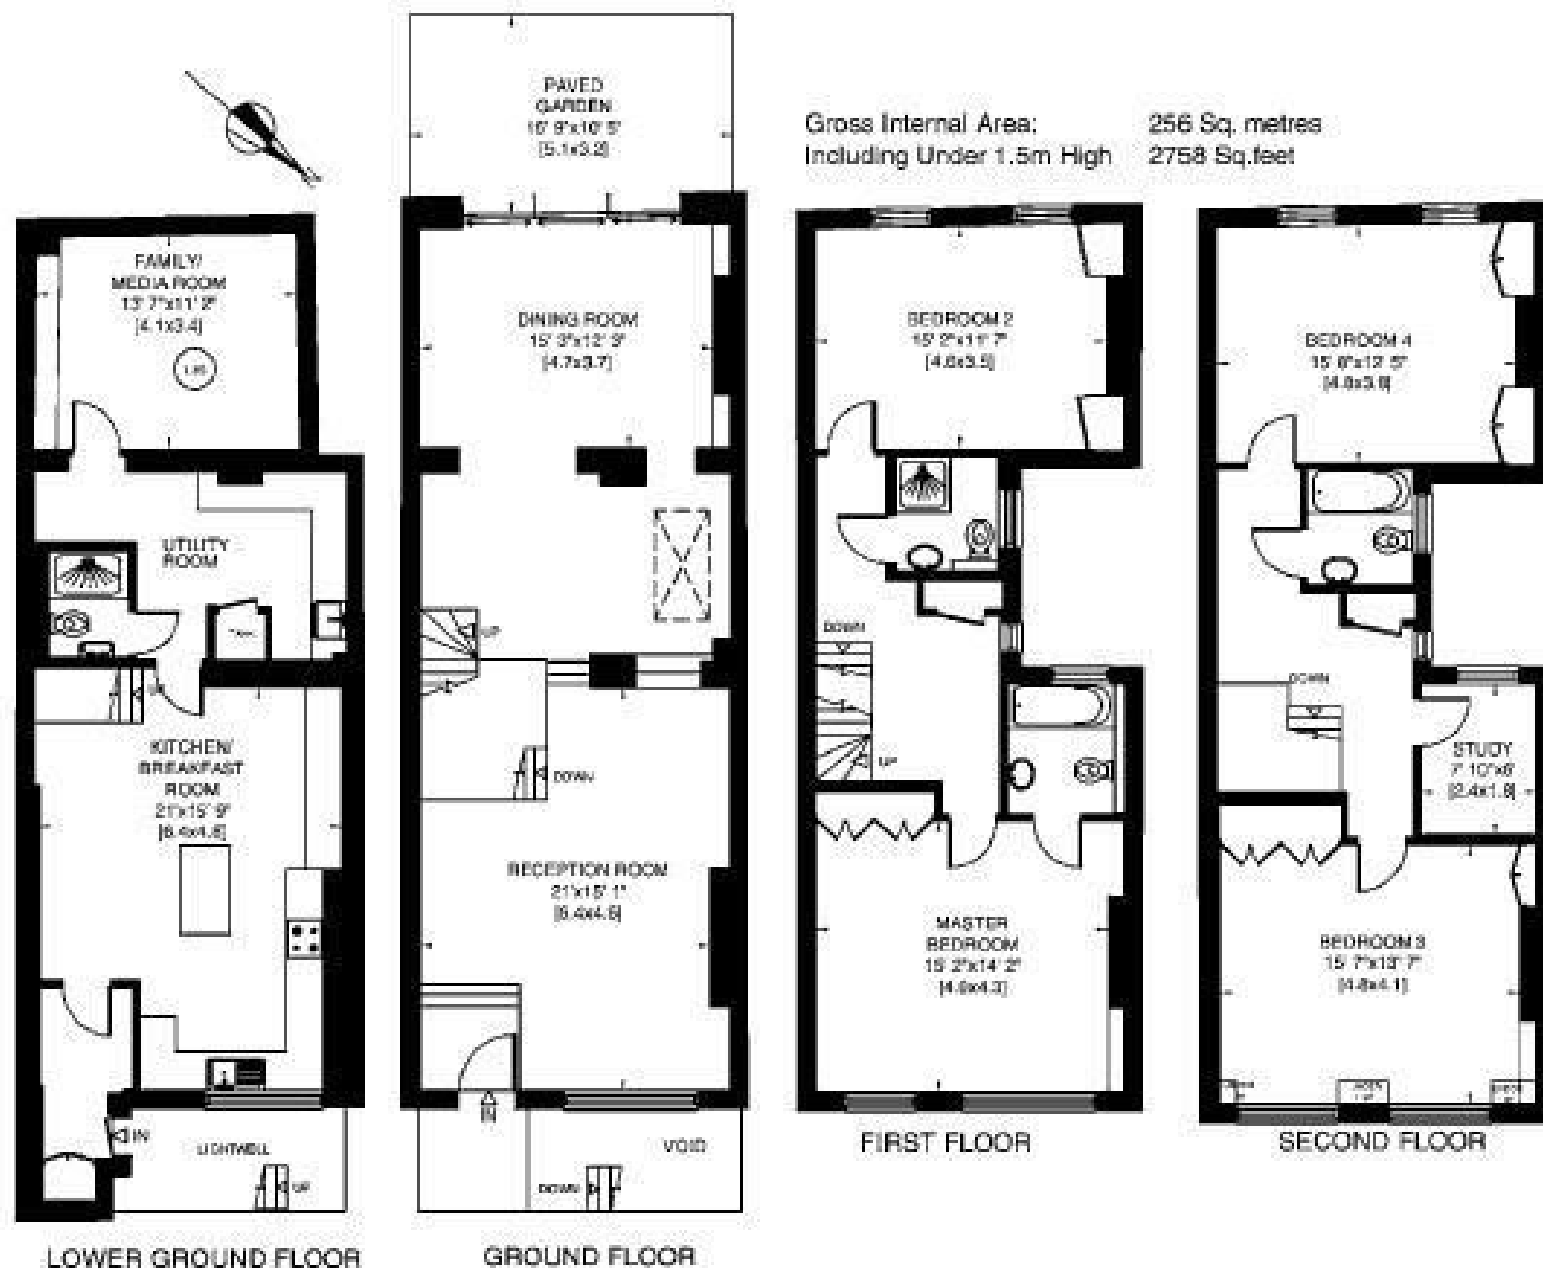 PAVED
GARDEN
16' 9"x10' 5"
[5.1x3.2]
Gross Internal Area: 256 Sq. metres
Including Under 1.5m High 2758 Sq.feet
FAMILY/
MEDIA ROOM
13' 7"x11' 2"
[4.1x3.4]
UTILITY
ROOM
UP
KITCHEN/
BREAKFAST
ROOM
21'x15' 9"
[6.4x4.8]
IN
LIGHTWELL
UP
LOWER GROUND FLOOR
DINING ROOM
15' 3"x12' 3"
[4.7x3.7]
UP
DOWN
RECEPTION ROOM
21'x15' 1"
[6.4x4.6]
IN
VOID
DOWN
GROUND FLOOR
BEDROOM 2
15' 2"x11' 7"
[4.6x3.5]
DOWN
UP
MASTER
BEDROOM
15' 2"x14' 2"
[4.6x4.3]
FIRST FLOOR
BEDROOM 4
15' 8"x12' 5"
[4.8x3.8]
DOWN
STUDY
7' 10"x6'
[2.4x1.8]
BEDROOM 3
15' 7"x13' 7"
[4.8x4.1]
SECOND FLOOR